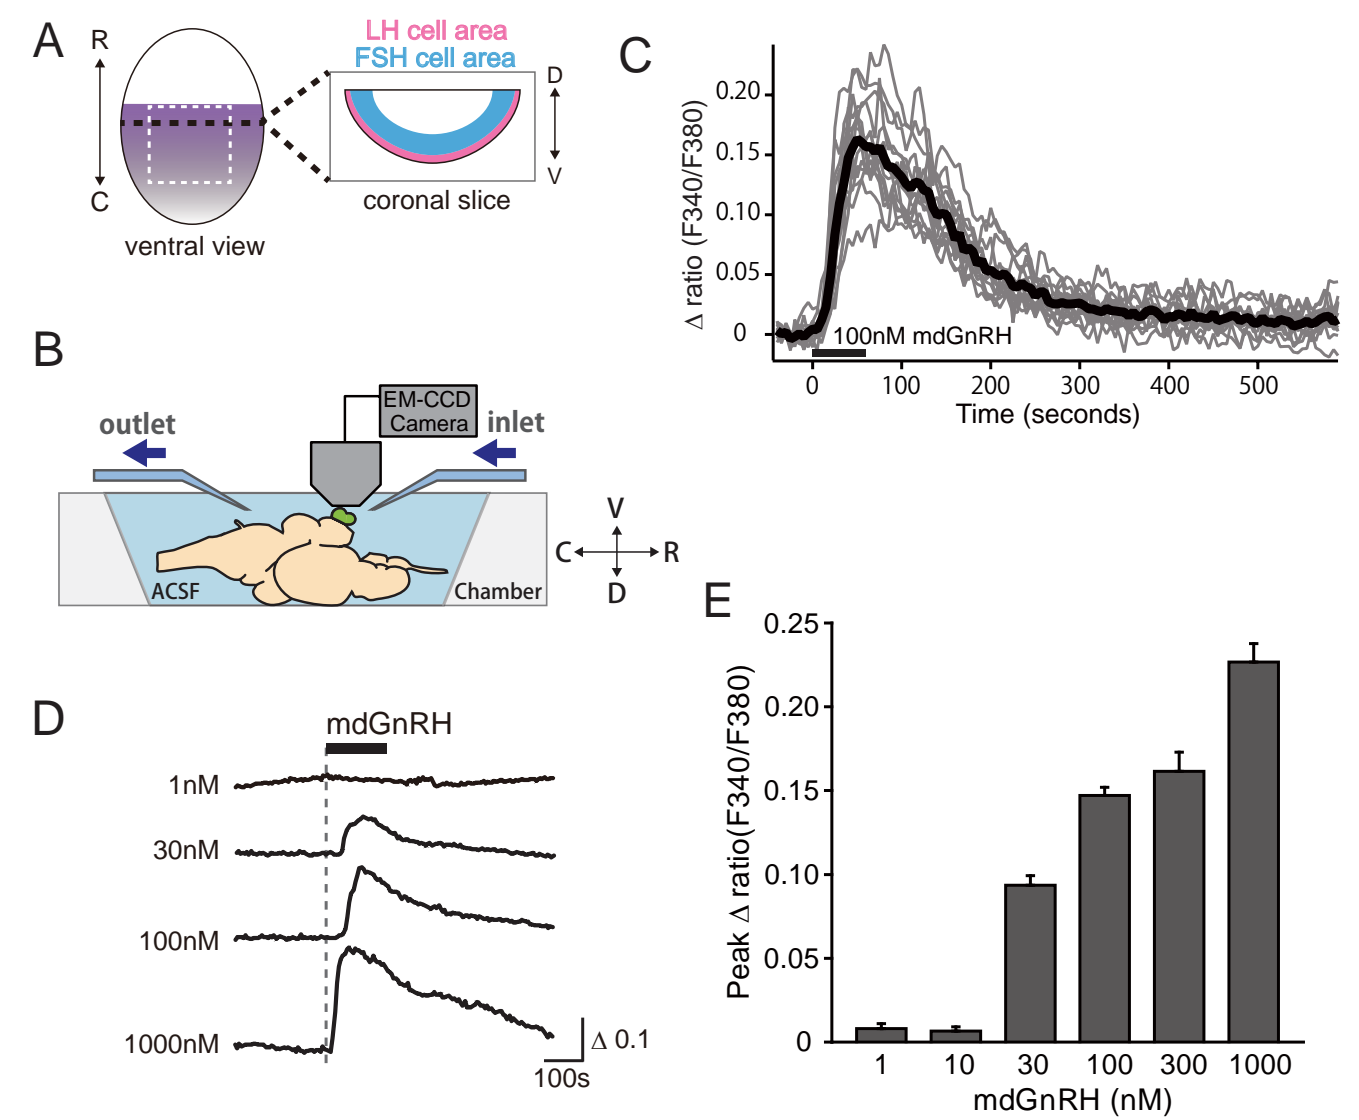 A
R
C
ventral view
LH cell area
FSH cell area
D
V
coronal slice
B
outlet
EM-CCD
Camera
inlet
ACSF
Chamber
V
C
R
D
C
Δ ratio (F340/F380)
0.20
0.15
0.10
0.05
0
100nM mdGnRH
0 100 200 300 400 500
Time (seconds)
D
mdGnRH
1nM
30nM
100nM
1000nM
Δ 0.1
100s
E
Peak Δ ratio(F340/F380)
0.25
0.20
0.15
0.10
0.05
0
1 10 30 100 300 1000
mdGnRH (nM)